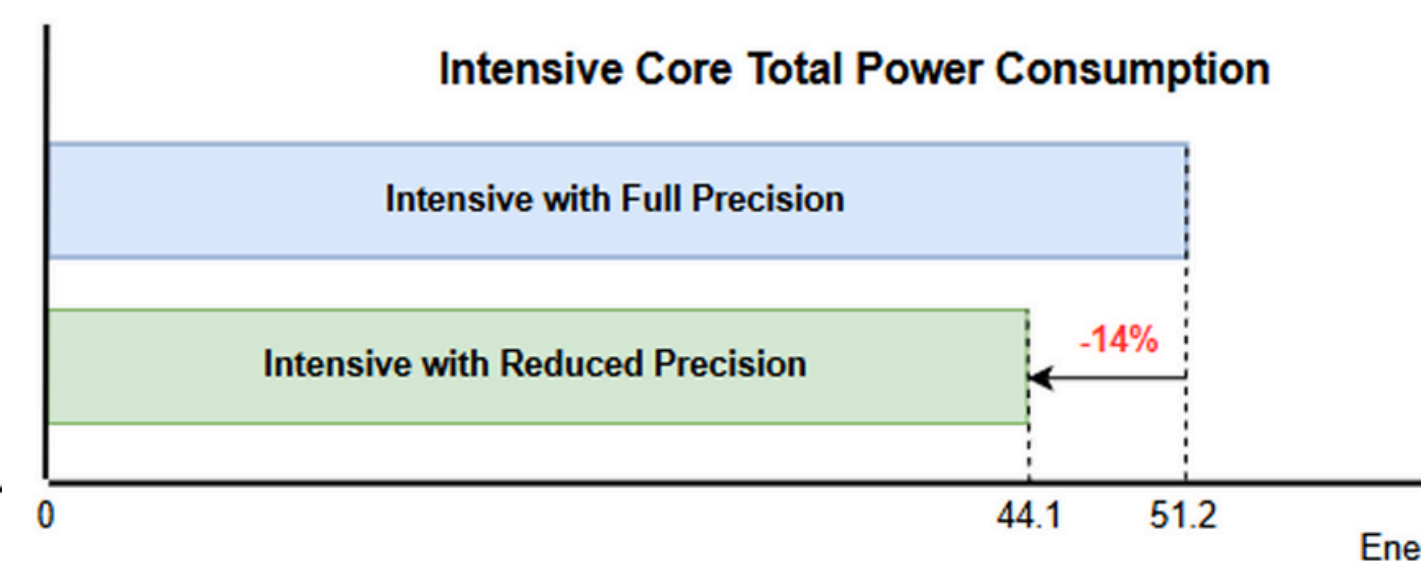 Intensive Core Total Power Consumption
Intensive with Full Precision
Intensive with Reduced Precision
-14%
0
44.1
51.2
Ene